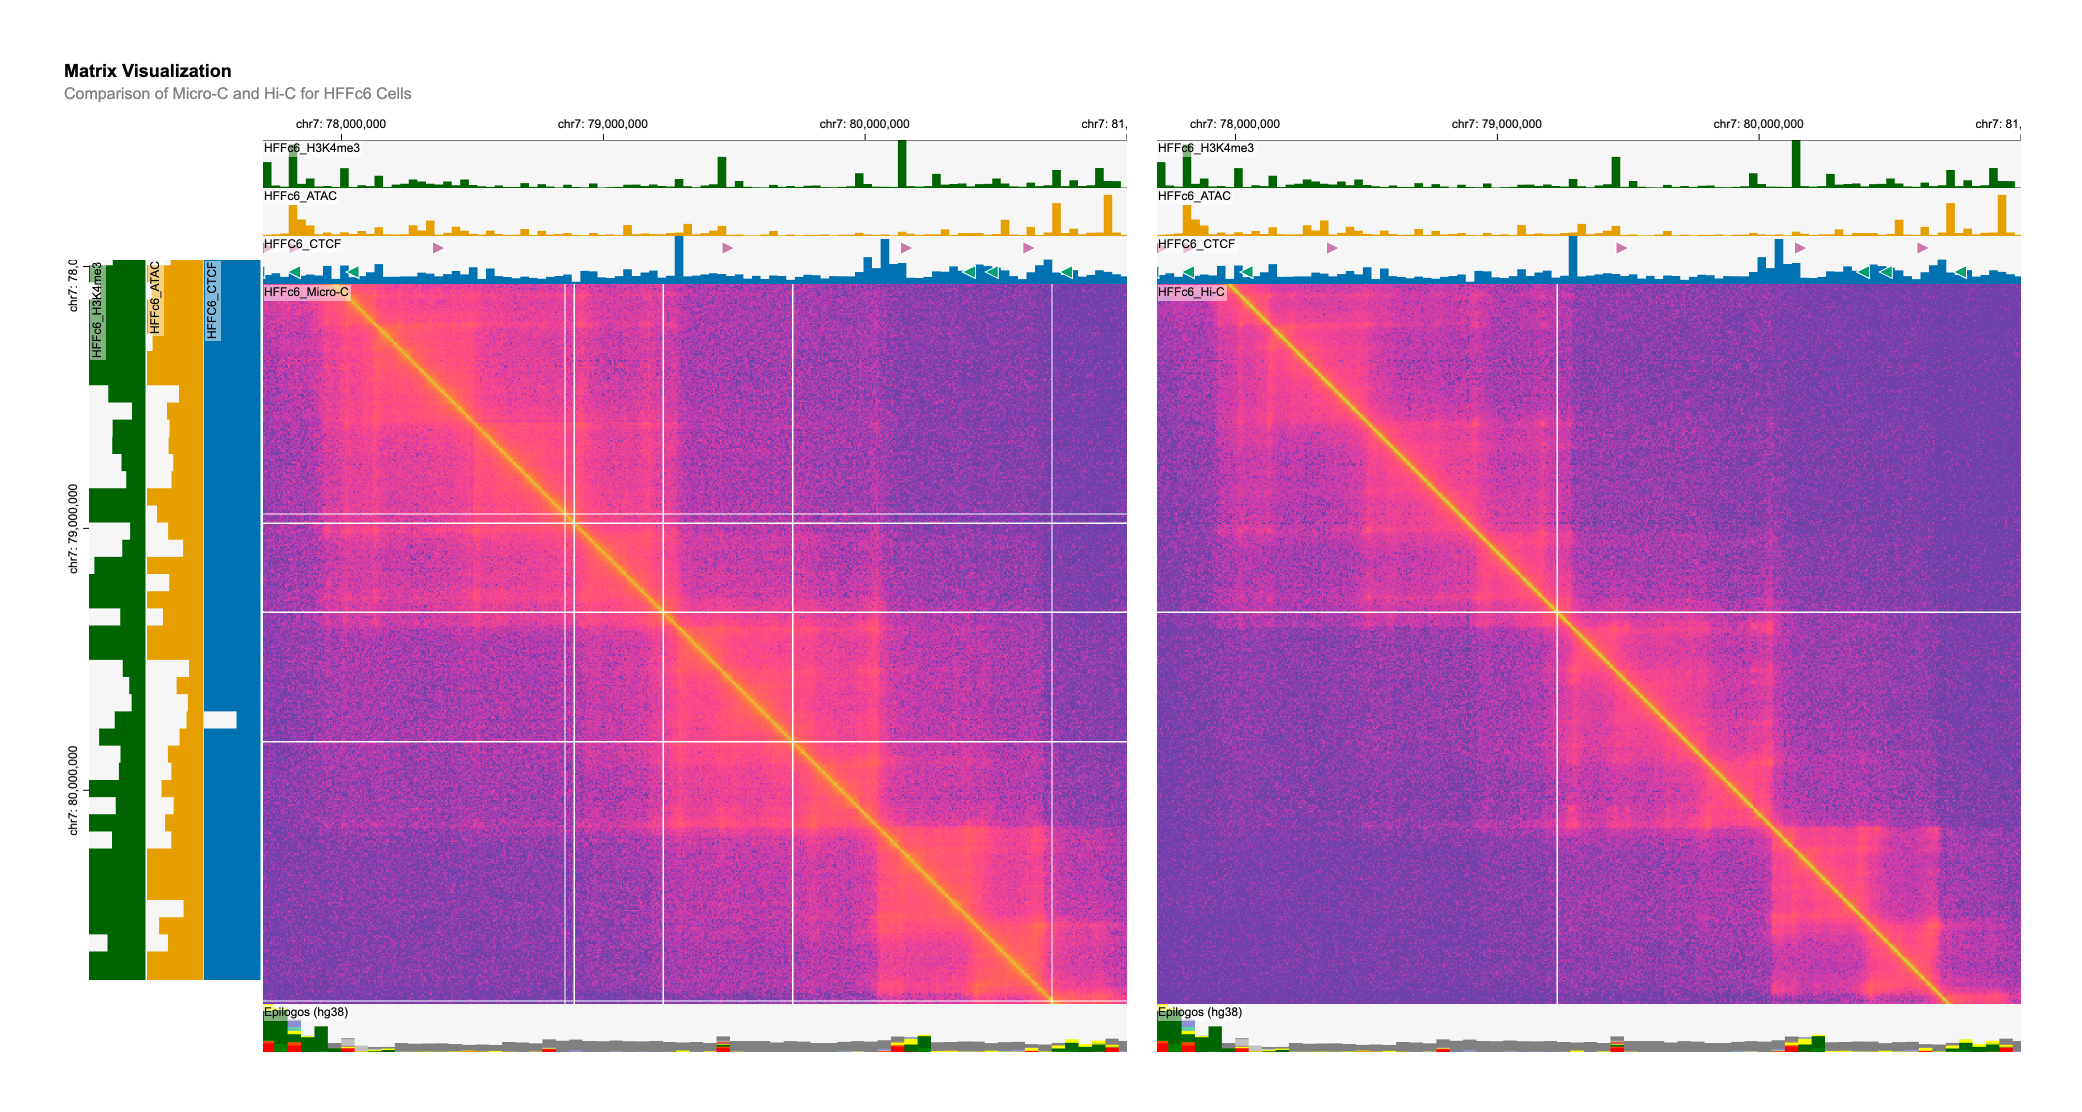 Matrix Visualization
Comparison of Micro-C and Hi-C for HFFc6 Cells
chr7: 78,000,000
chr7: 79,000,000
chr7: 80,000,000
chr7: 81,
chr7: 78,000,000
chr7: 79,000,000
chr7: 80,000,000
chr7: 81,
HFFc6_H3K4me3
HFFc6_ATAC
HFFC6_CTCF
HFFc6_Micro-C
HFFc6_H3K4me3
HFFc6_ATAC
HFFC6_CTCF
HFFc6_Hi-C
chr7: 78,0
chr7: 79,000,000
chr7: 80,000,000
HFFc6_H3K4me3
HFFc6_ATAC
HFFC6_CTCF
Epilogos (hg38)
Epilogos (hg38)